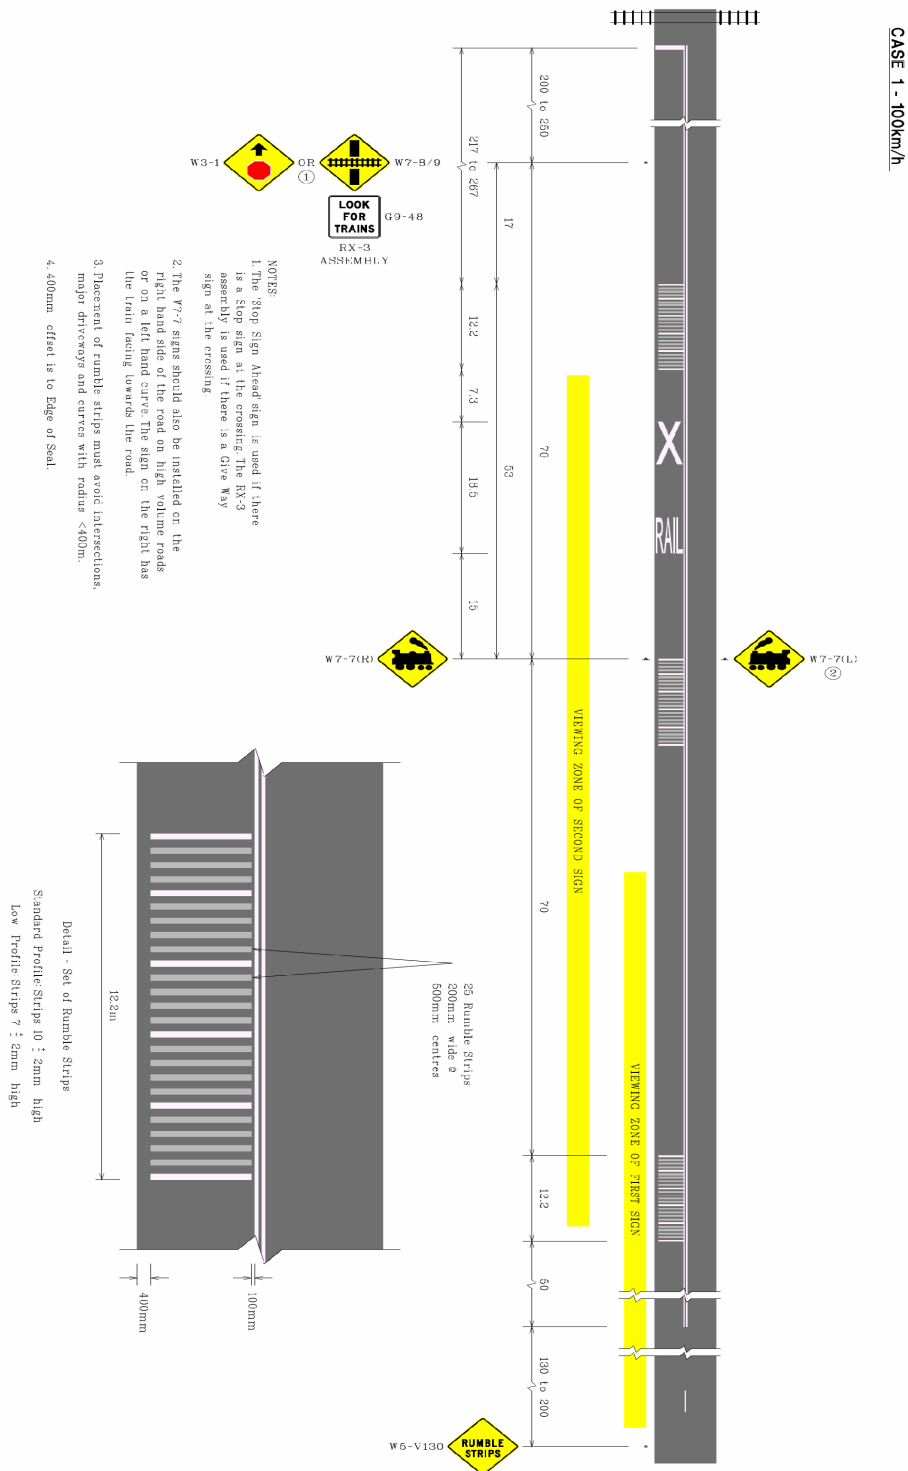 CASE 1 - 100km/h
200 to 250
217 to 267
17
12.2
7.3
18.5
15
53
70
70
12.2
50
130 to 200
W3-1
OR
1
W7-8/9
LOOK
FOR
TRAINS
G9-48
RX-3
ASSEMBLY
X
RAIL
W7-7(R)
W7-7(L)
2
VIEWING ZONE OF SECOND SIGN
VIEWING ZONE OF FIRST SIGN
NOTES:
1. The 'Stop Sign Ahead' sign is used if there
is a Stop sign at the crossing. The RX-3
assembly is used if there is a Give Way
sign at the crossing
2. The W7-7 signs should also be installed on the
right hand side of the road on high volume roads
or on a left hand curve. The sign on the right has
the train facing towards the road.
3. Placement of rumble strips must avoid intersections,
major driveways and curves with radius <400m.
4. 400mm offset is to Edge of Seal.
25 Rumble Strips
200mm wide @
500mm centres
12.2m
100mm
400mm
Detail - Set of Rumble Strips
Standard Profile: Strips 10 ± 2mm high
Low Profile: Strips 7 ± 2mm high
W5-V130
RUMBLE
STRIPS